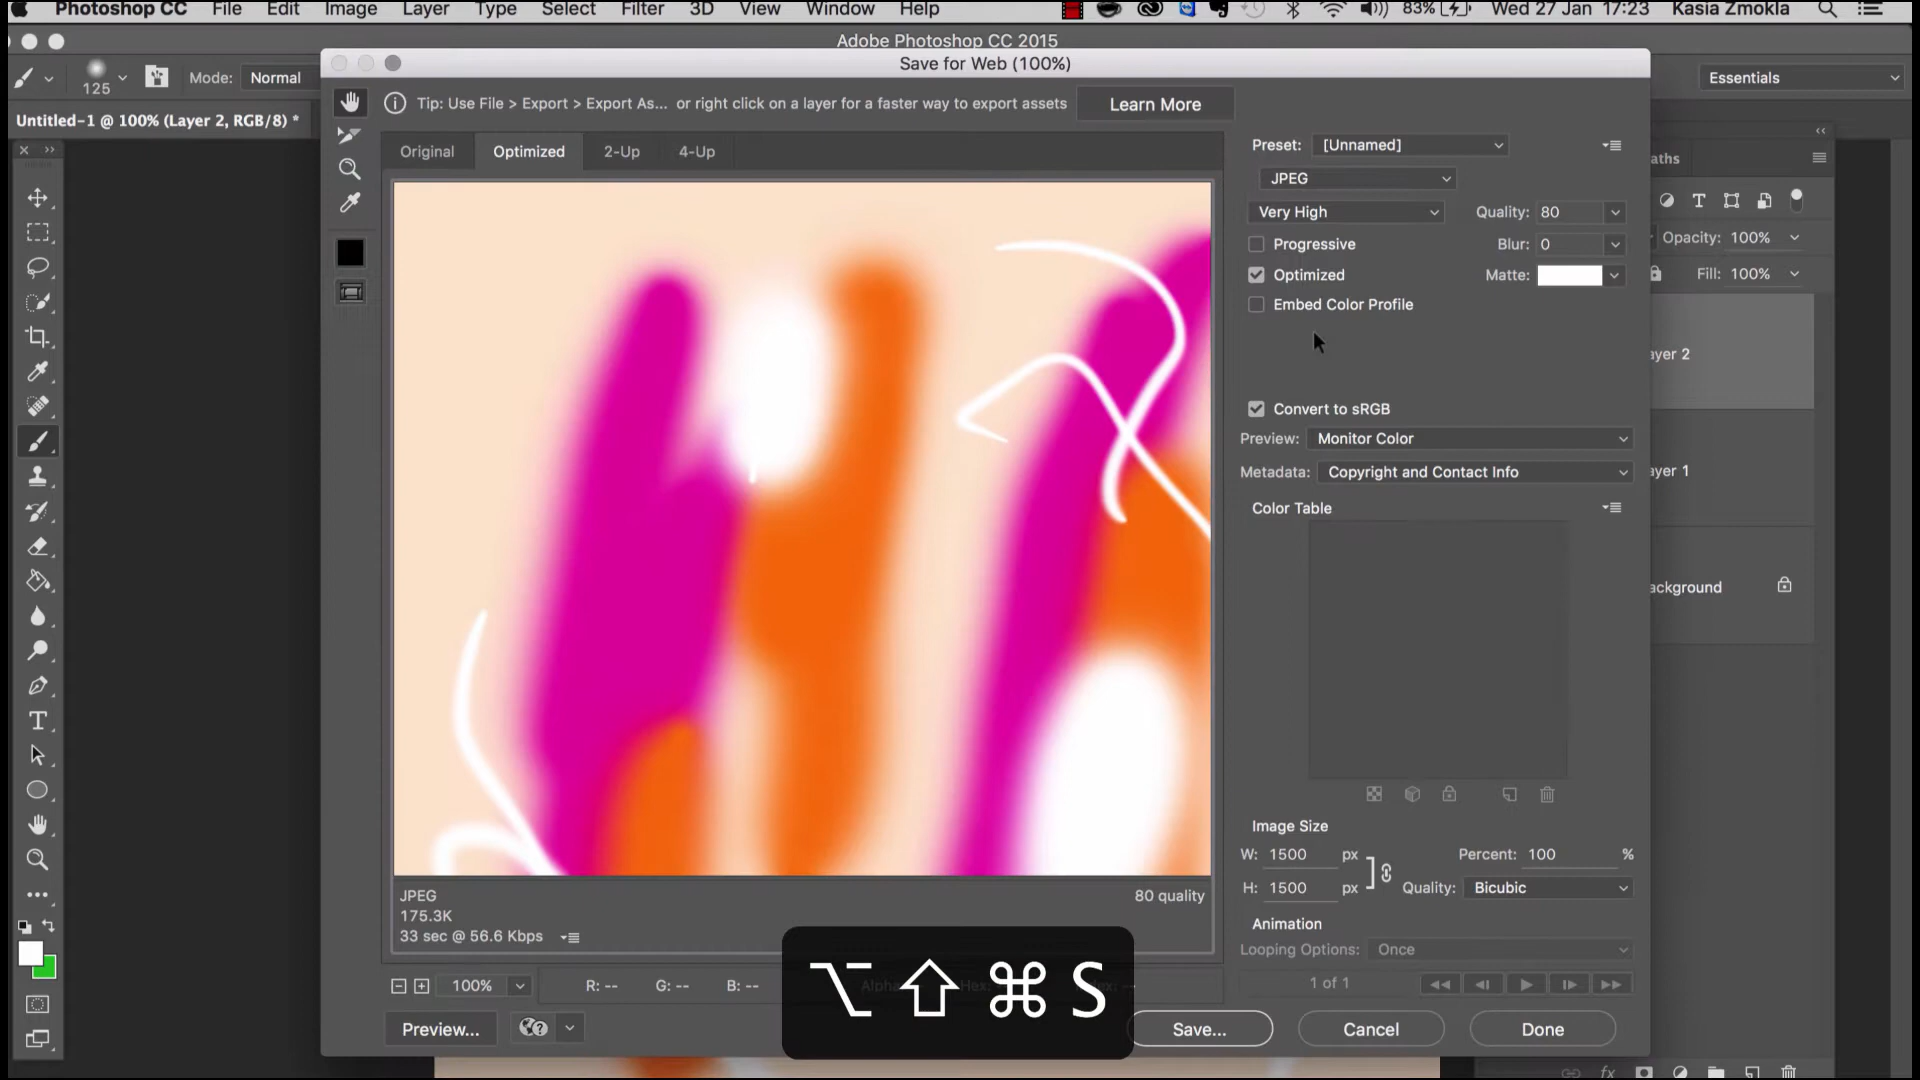 Photoshop CC File Edit Image Layer Type Select Filter 3D View Window Help 83% Wed 27 Jan 17:23 Kasia Zmokla
Adobe Photoshop CC 2015
Save for Web (100%)
125 Mode: Normal
Essentials
Tip: Use File > Export > Export As... or right click on a layer for a faster way to export assets Learn More
Untitled-1 @ 100% (Layer 2, RGB/8) *
Original Optimized 2-Up 4-Up
Preset: [Unnamed]
JPEG
Very High Quality: 80
Progressive Blur: 0
Optimized Matte:
Embed Color Profile
Convert to sRGB
Preview: Monitor Color
Metadata: Copyright and Contact Info
Color Table
Image Size
W: 1500 px Percent: 100 %
H: 1500 px Quality: Bicubic
Animation
Looping Options: Once
1 of 1
aths
T
Opacity: 100%
Fill: 100%
ayer 2
ayer 1
ackground
fx
JPEG 80 quality
175.3K
33 sec @ 56.6 Kbps
100% R: -- G: -- B: -- Alpha Hex:
⌥ ⇧ ⌘ S
Preview... Save... Cancel Done